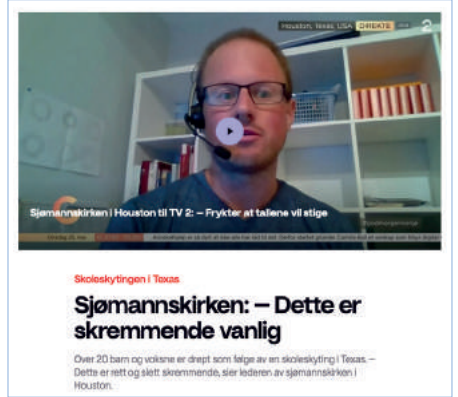 Houston, Texas, USA DIREKTE 2
Sjømannskirken i Houston til TV 2: – Frykter at tallene vil stige
Skoleskytingen i Texas
Sjømannskirken: – Dette er
skremmende vanlig
Over 20 barn og voksne er drept som følge av en skoleskyting i Texas. –
Dette er rett og slett skremmende, sier lederen av sjømannskirken i
Houston.